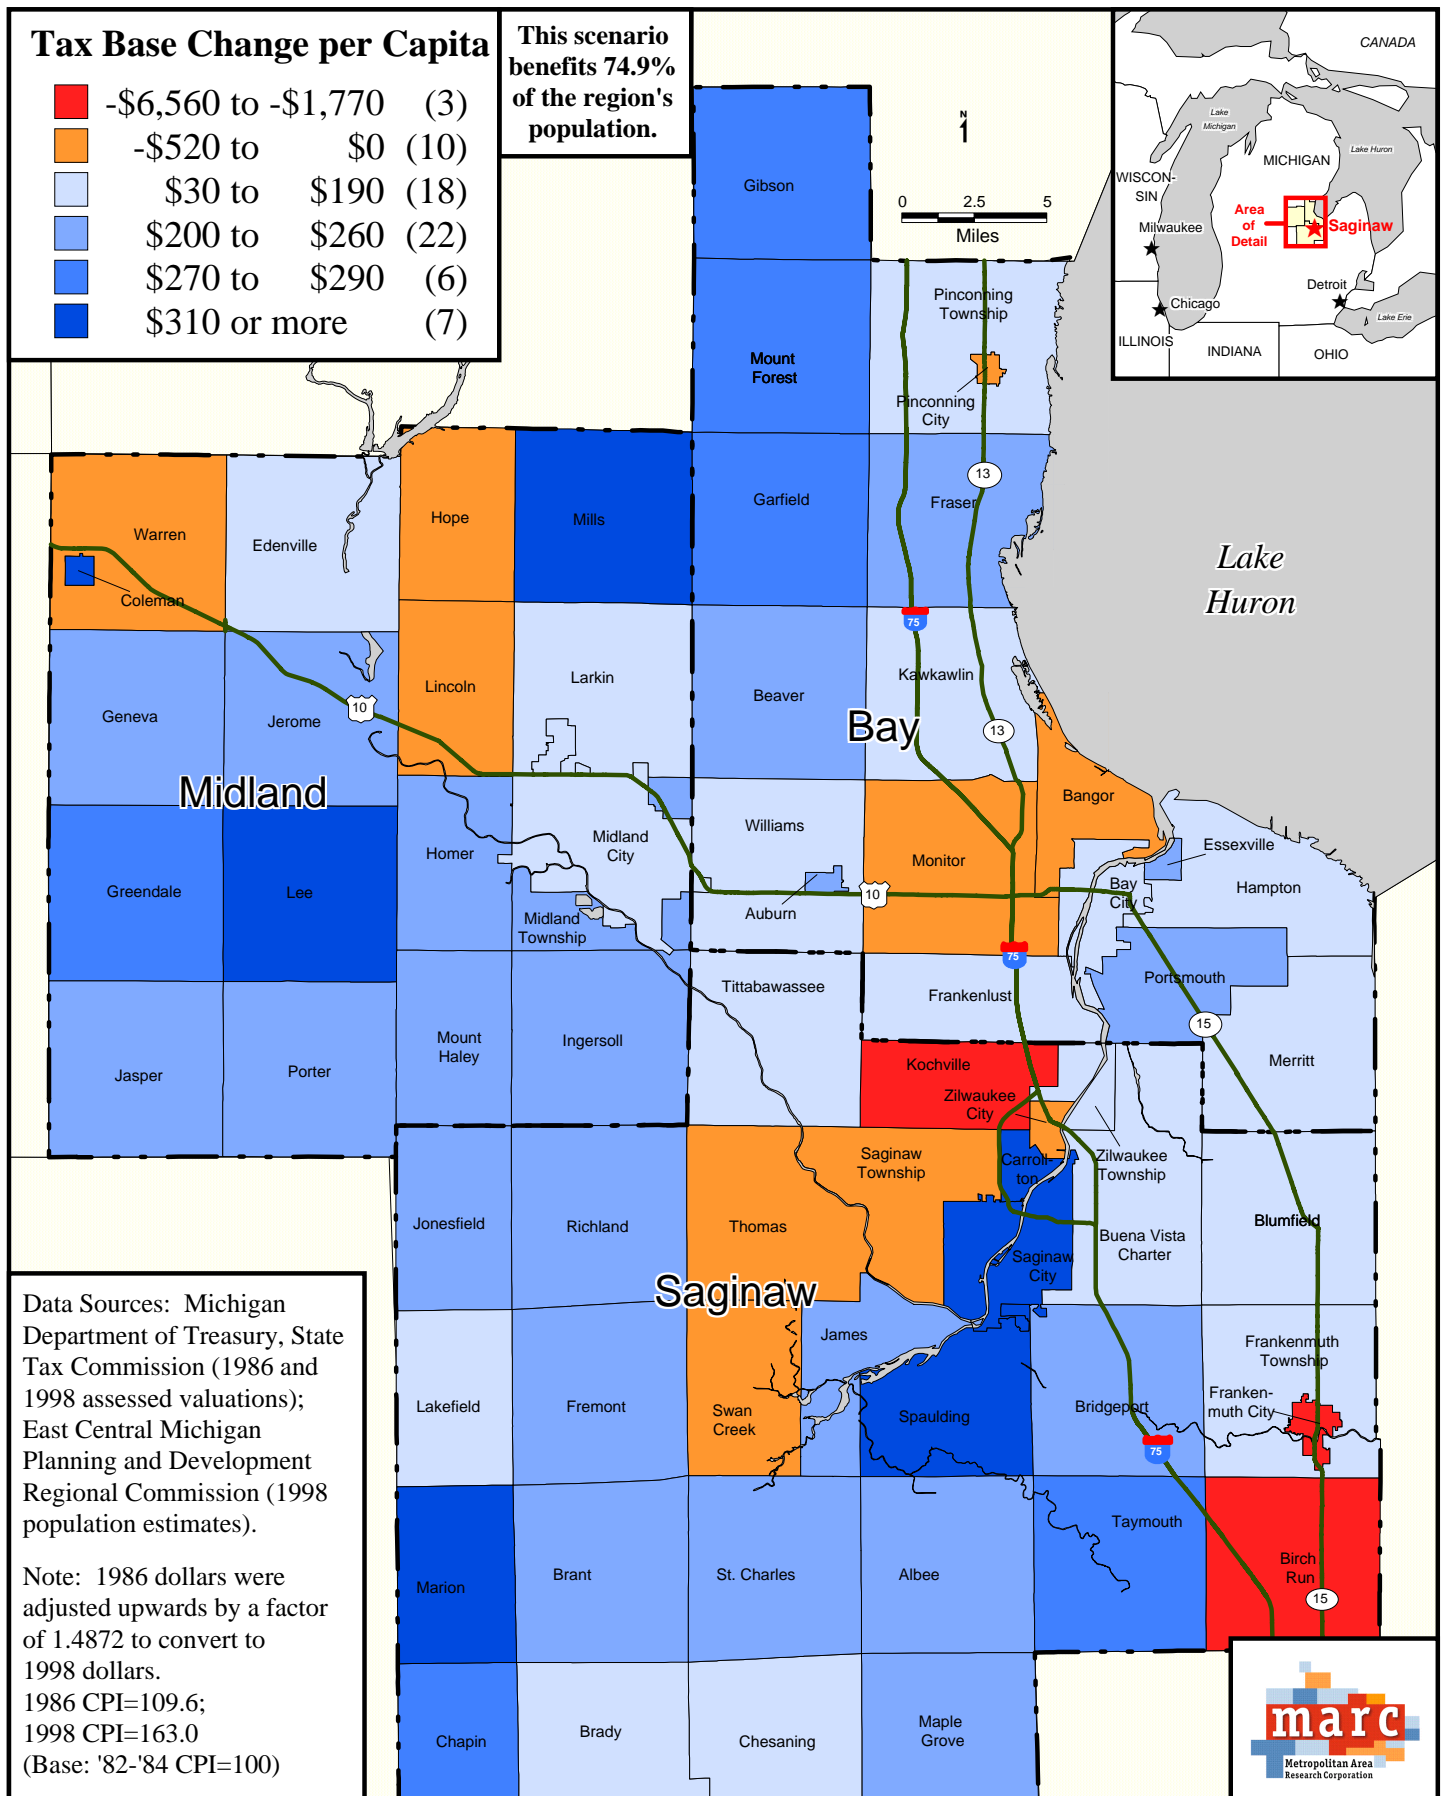 Tax Base Change per Capita
-$6,560 to -$1,770 (3)
-$520 to $0 (10)
$30 to $190 (18)
$200 to $260 (22)
$270 to $290 (6)
$310 or more (7)
This scenario
benefits 74.9%
of the region's
population.
N
0 2.5 5
Miles
CANADA
Lake
Michigan
Lake Huron
MICHIGAN
WISCON-
SIN
Milwaukee
Area
of
Detail
Saginaw
Detroit
Chicago
Lake Erie
ILLINOIS
INDIANA
OHIO
Gibson
Pinconning
Township
Mount
Forest
Pinconning
City
13
Garfield
Fraser
Hope
Mills
Warren
Edenville
Coleman
Lake
Huron
75
Kawkawlin
Larkin
Lincoln
Beaver
10
Geneva
Jerome
Bay
13
Midland
Bangor
Williams
Midland
City
Essexville
Homer
Monitor
Greendale
Lee
Bay
City
Hampton
10
Auburn
Midland
Township
75
Portsmouth
Tittabawassee
Frankenlust
15
Mount
Haley
Ingersoll
Kochville
Merritt
Jasper
Porter
Zilwaukee
City
Saginaw
Township
Carroll-
ton
Zilwaukee
Township
Jonesfield
Richland
Thomas
Blumfield
Buena Vista
Charter
Saginaw
City
Saginaw
James
Frankenmuth
Township
Lakefield
Fremont
Swan
Creek
Spaulding
Bridgeport
Franken-
muth City
75
Taymouth
Marion
Brant
St. Charles
Albee
Birch
Run
15
Chapin
Brady
Chesaning
Maple
Grove
Data Sources: Michigan
Department of Treasury, State
Tax Commission (1986 and
1998 assessed valuations);
East Central Michigan
Planning and Development
Regional Commission (1998
population estimates).
Note: 1986 dollars were
adjusted upwards by a factor
of 1.4872 to convert to
1998 dollars.
1986 CPI=109.6;
1998 CPI=163.0
(Base: '82-'84 CPI=100)
marc
Metropolitan Area
Research Corporation